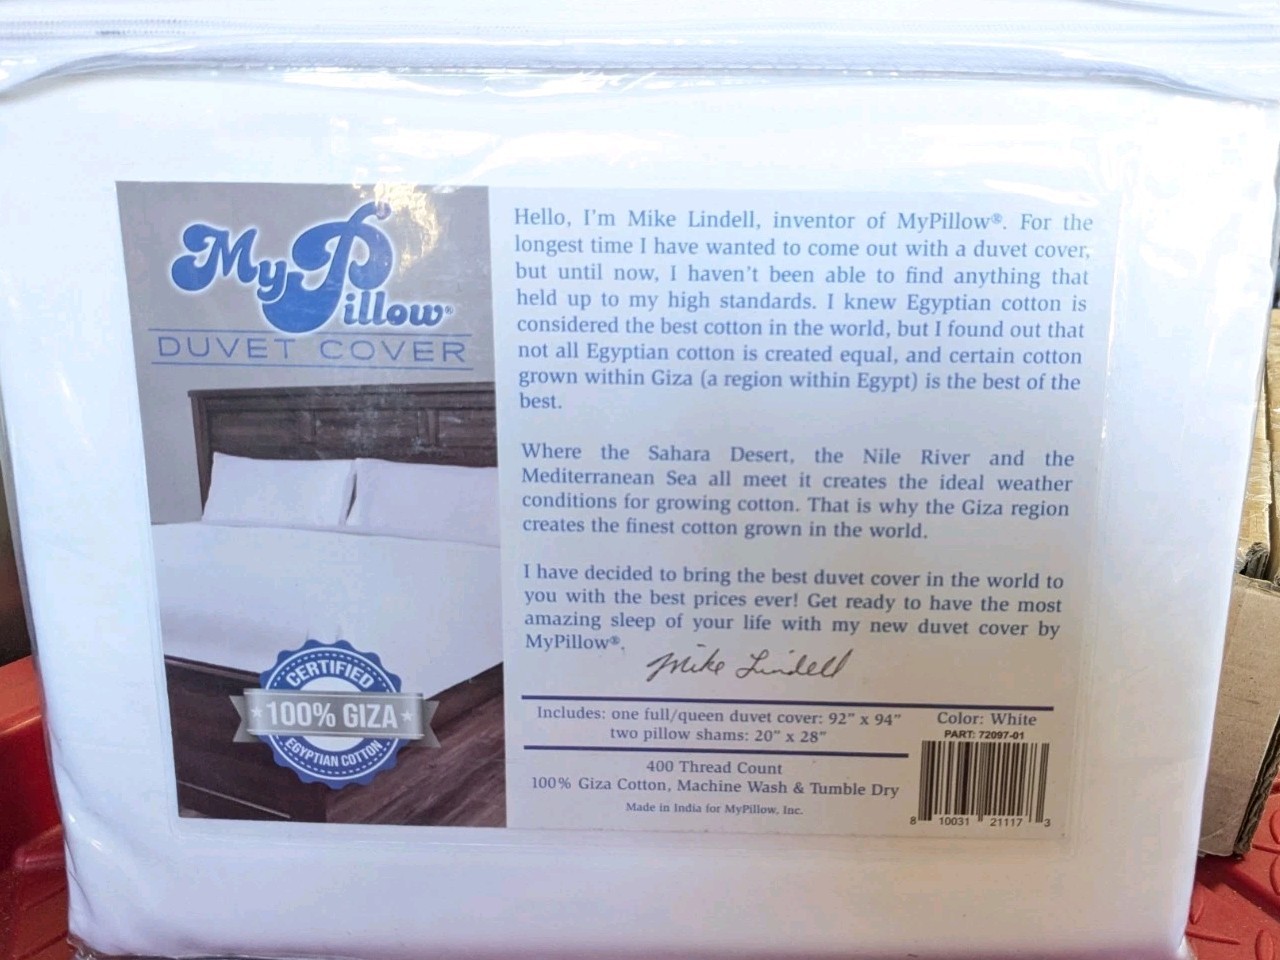 MyPillow®
DUVET COVER
CERTIFIED
100% GIZA
EGYPTIAN COTTON
Hello, I'm Mike Lindell, inventor of MyPillow®. For the
longest time I have wanted to come out with a duvet cover,
but until now, I haven't been able to find anything that
held up to my high standards. I knew Egyptian cotton is
considered the best cotton in the world, but I found out that
not all Egyptian cotton is created equal, and certain cotton
grown within Giza (a region within Egypt) is the best of the
best.
Where the Sahara Desert, the Nile River and the
Mediterranean Sea all meet it creates the ideal weather
conditions for growing cotton. That is why the Giza region
creates the finest cotton grown in the world.
I have decided to bring the best duvet cover in the world to
you with the best prices ever! Get ready to have the most
amazing sleep of your life with my new duvet cover by
MyPillow®.
Mike Lindell
Includes: one full/queen duvet cover: 92" x 94"
two pillow shams: 20" x 28"
400 Thread Count
100% Giza Cotton, Machine Wash & Tumble Dry
Made in India for MyPillow, Inc.
Color: White
PART: 72097-01
8 10031 21117 3